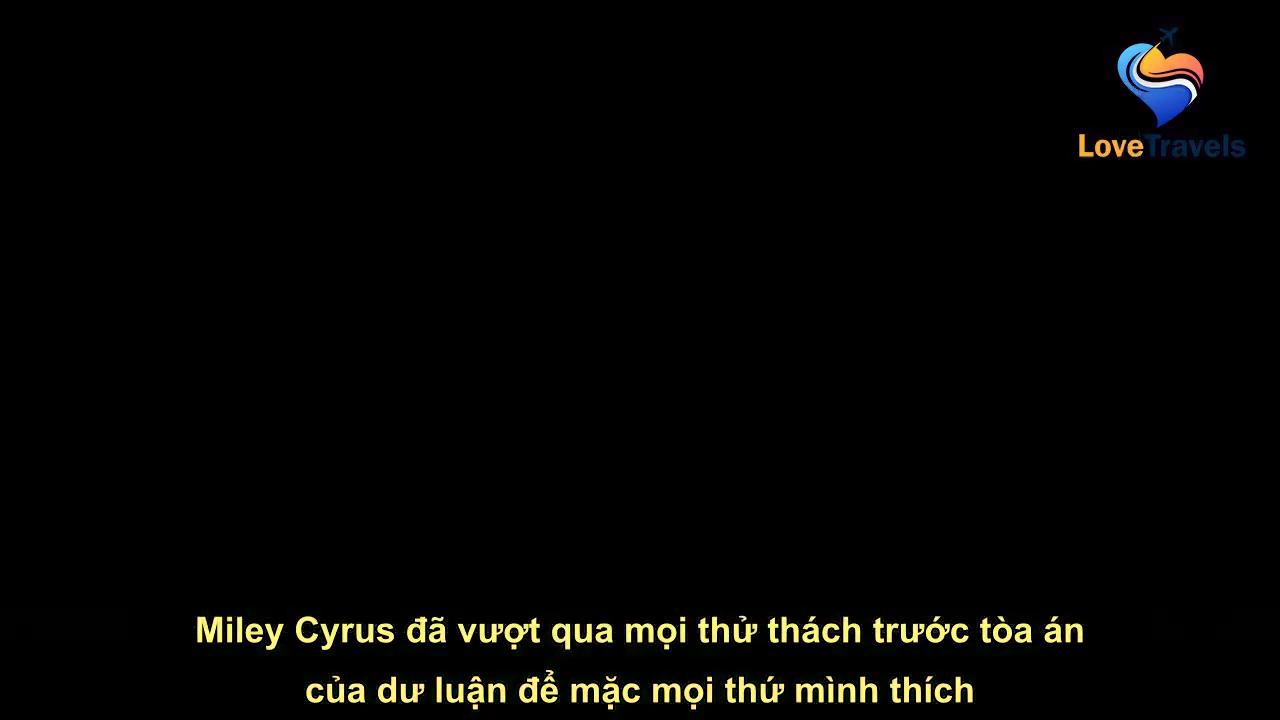 LoveTravels
Miley Cyrus đã vượt qua mọi thử thách trước tòa án
của dư luận để mặc mọi thứ mình thích